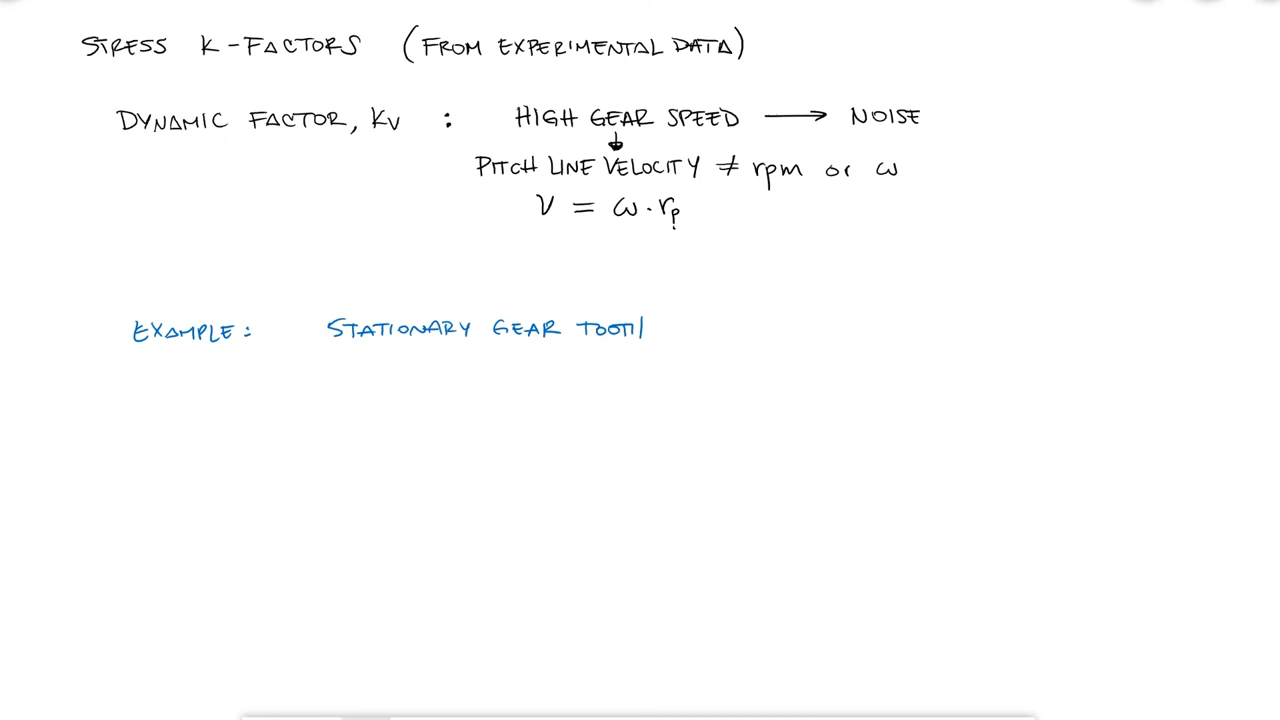 STRESS K-FACTORS (FROM EXPERIMENTAL DATA)
DYNAMIC FACTOR, Kv : HIGH GEAR SPEED → NOISE
↓
PITCH LINE VELOCITY ≠ rpm or ω
V = ω · rp
EXAMPLE: STATIONARY GEAR TOOTH